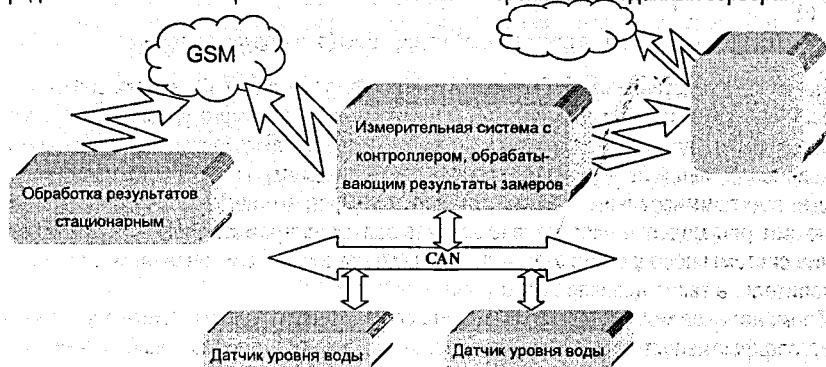 GSM
Измерительная система с
контроллером, обрабаты-
вающим результаты замеров
Обработка результатов
стационарным
CAN
Датчик уровня воды
Датчик уровня воды